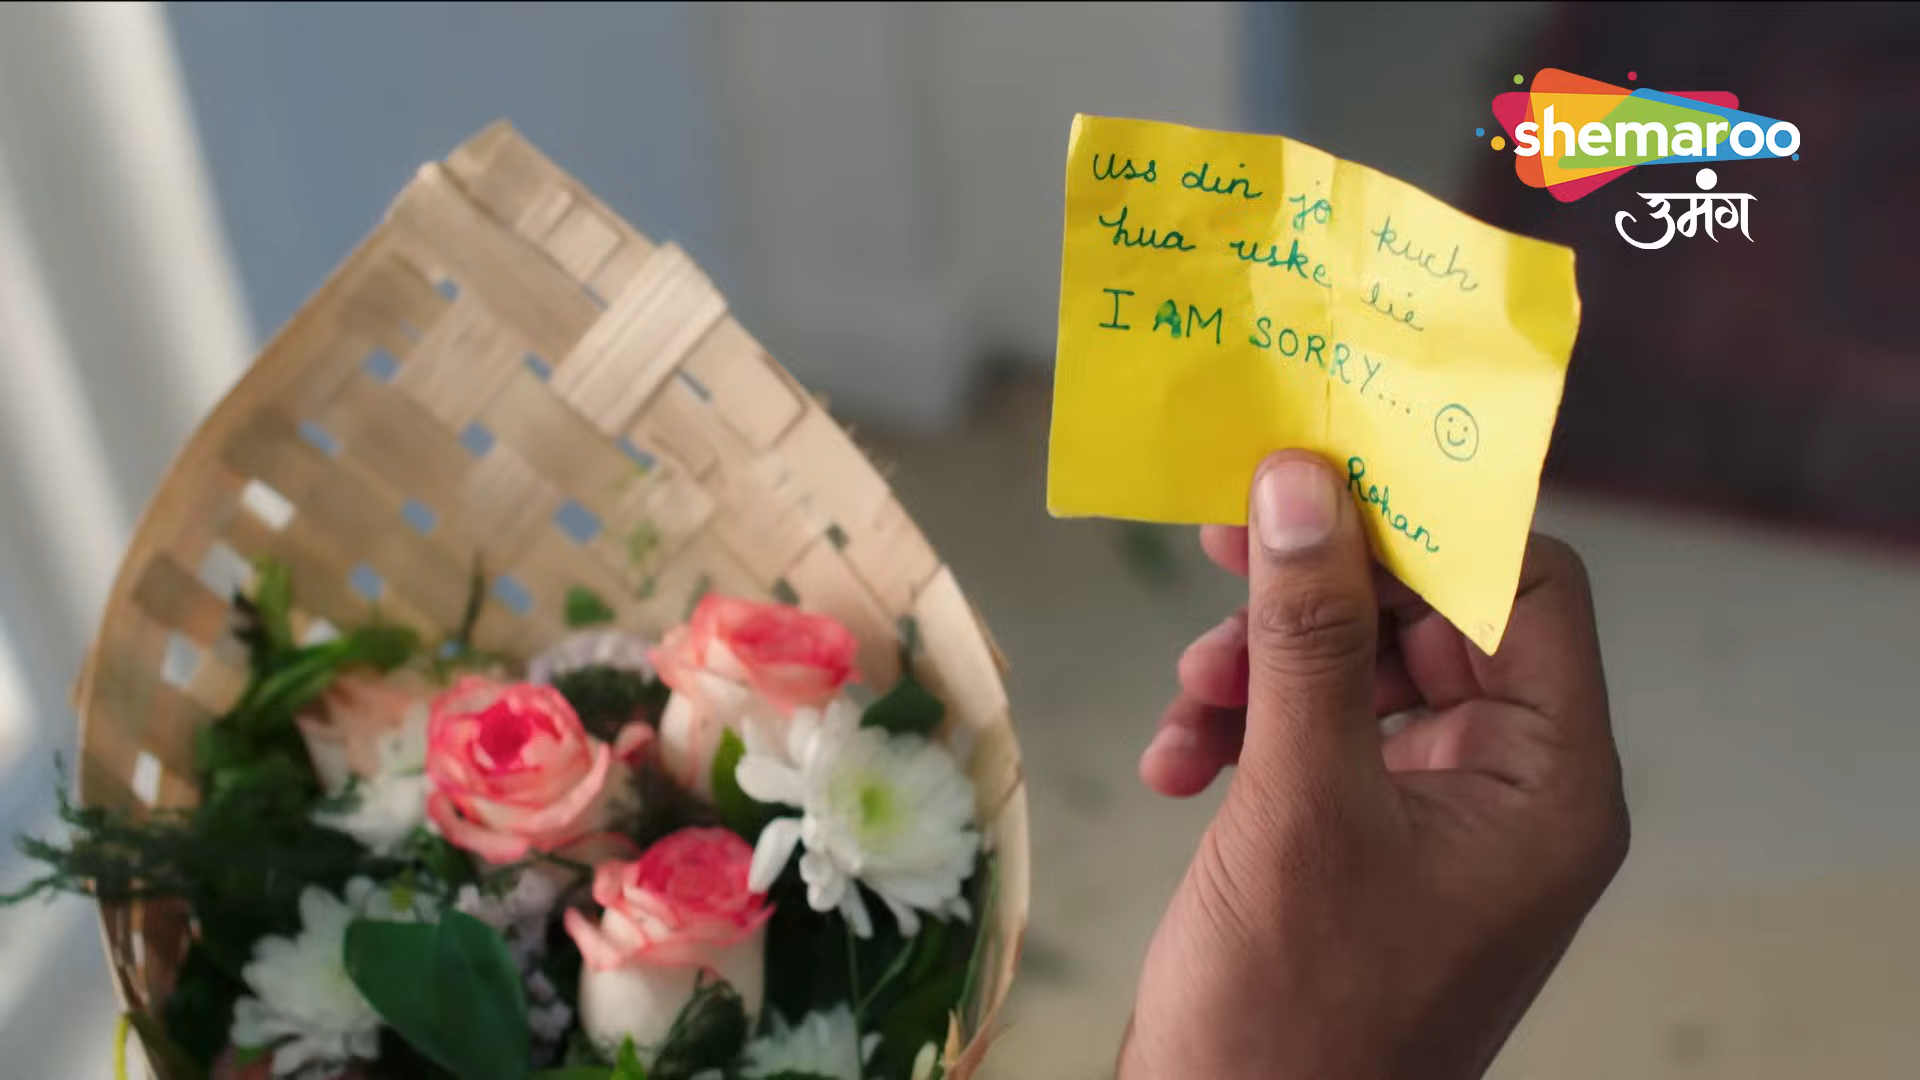 shemaroo
उमंग
uss din jo kuch
hua uske lie
I AM SORRY... ☺
Rohan